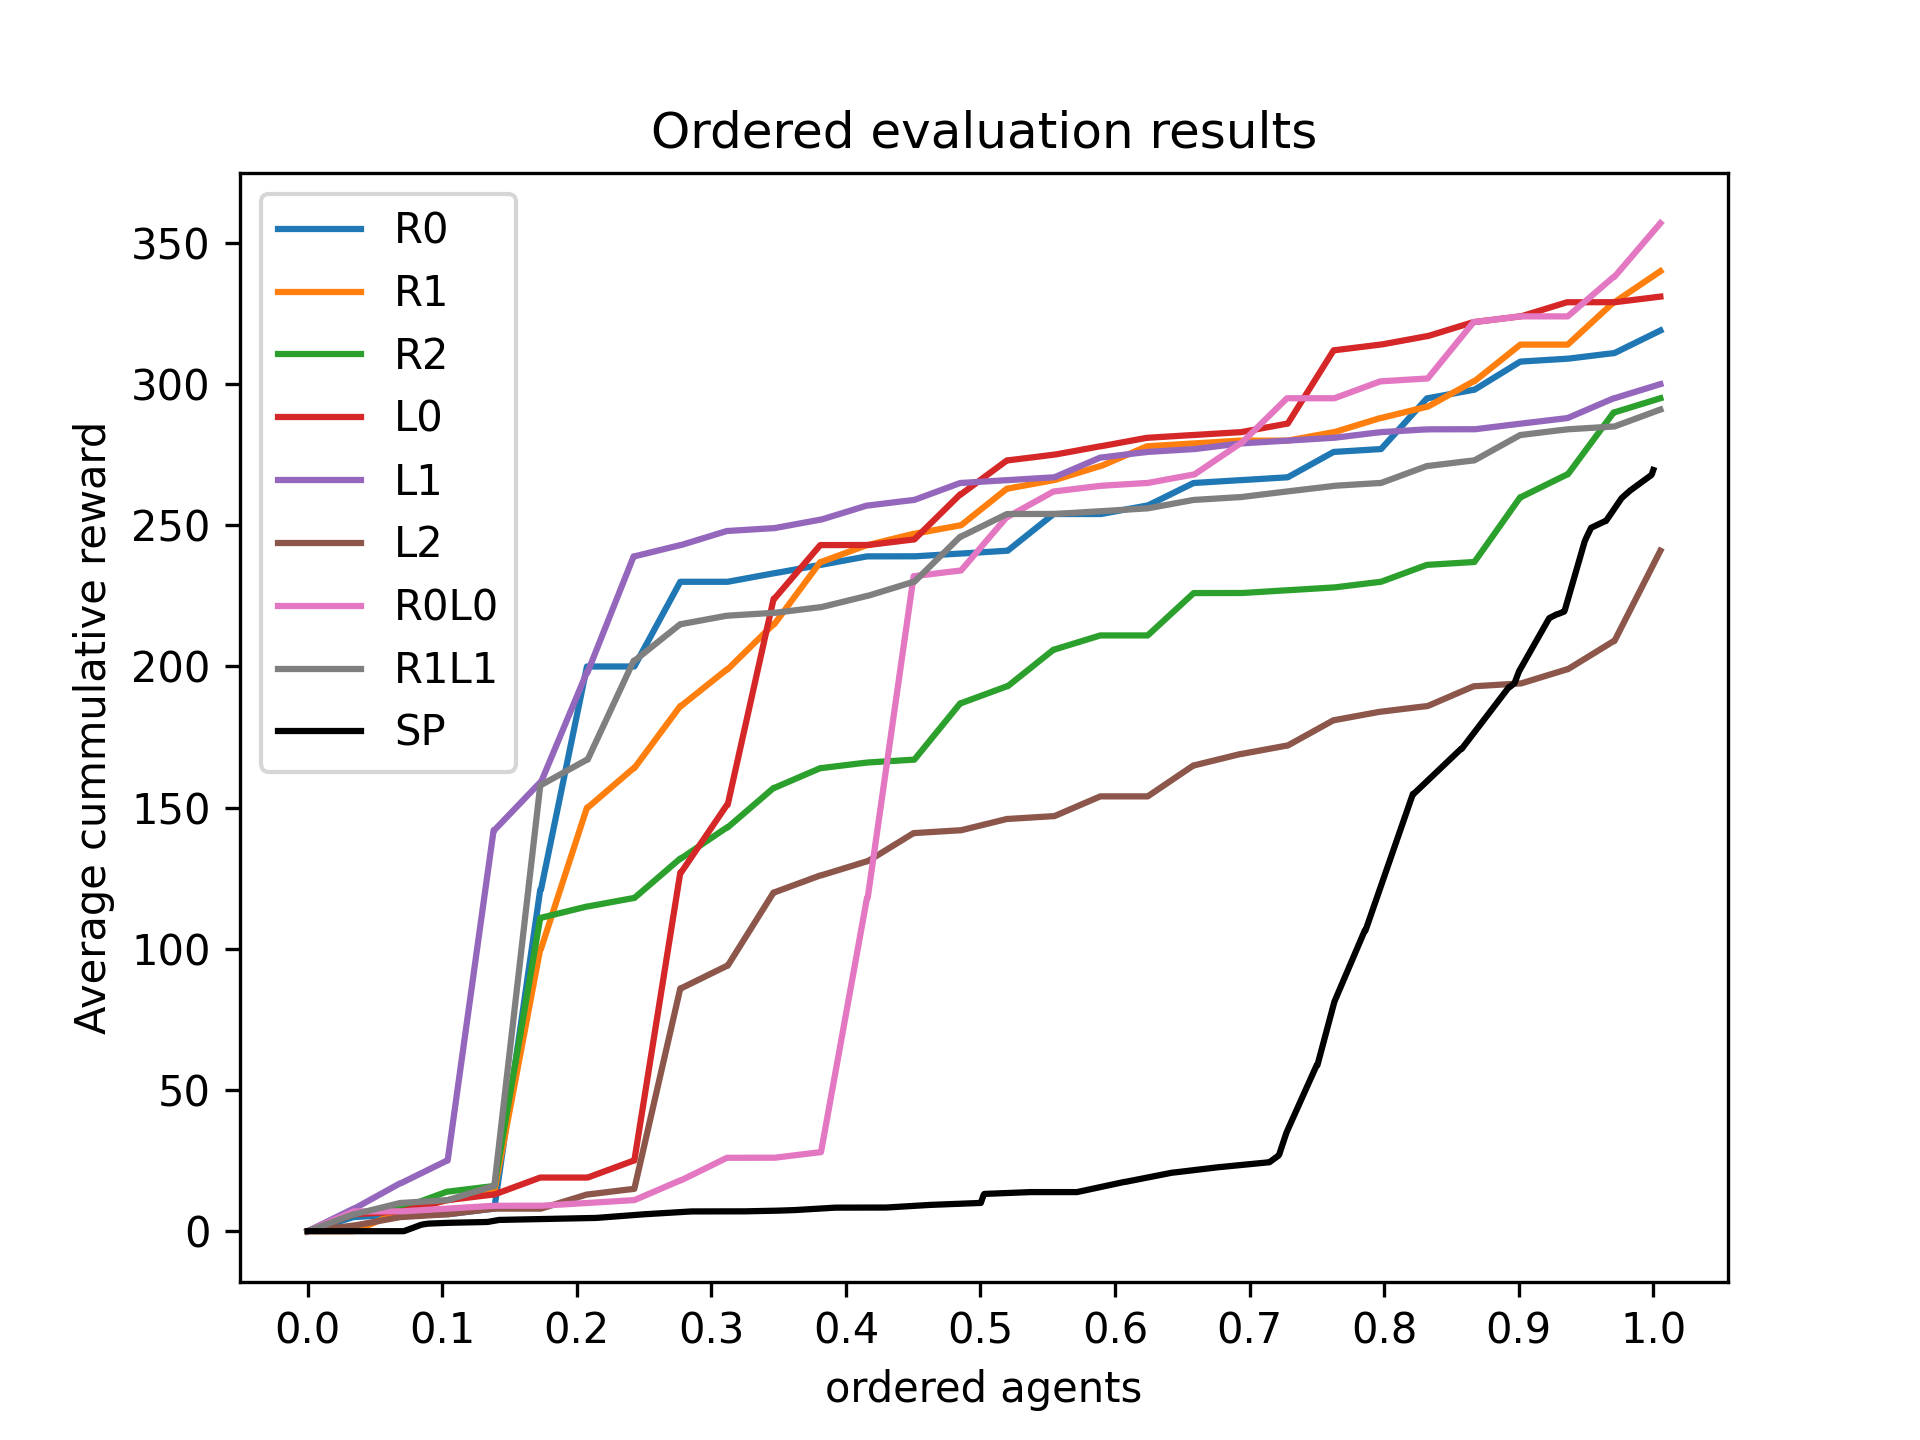 Ordered evaluation results
R0
R1
R2
L0
L1
L2
R0L0
R1L1
SP
Average cummulative reward
350
300
250
200
150
100
50
0
0.0 0.1 0.2 0.3 0.4 0.5 0.6 0.7 0.8 0.9 1.0
ordered agents